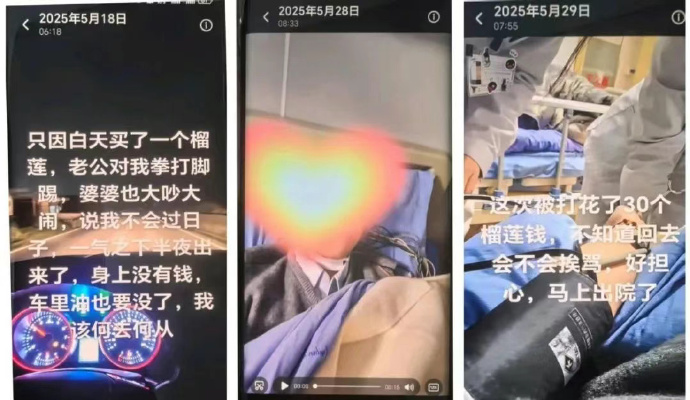 2025年5月18日
06:18
只因白天买了一个榴
莲，老公对我拳打脚
踢，婆婆也大吵大
闹，说我不会过日
子，一气之下半夜出
来了，身上没有钱，
车里油也要没了，我
该何去何从
2025年5月28日
08:33
00:00
00:16
2025年5月29日
07:55
这次被打花了30个
榴莲钱，不知道回去
会不会挨骂，好担
心，马上出院了